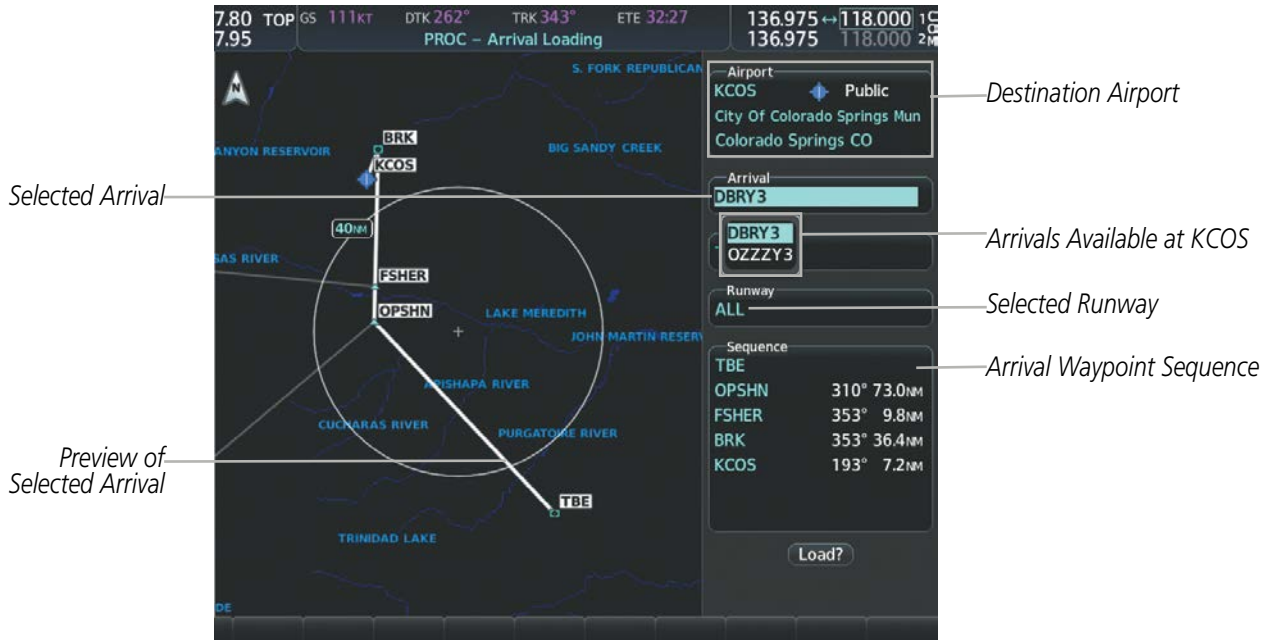 7.80 TOP GS 111KT DTK 262° TRK 343° ETE 32:27 136.975 ↔ 118.000 1
7.95 PROC – Arrival Loading 136.975 118.000 2
Airport
KCOS Public
City Of Colorado Springs Mun
Colorado Springs CO
Destination Airport
Arrival
DBRY3
Selected Arrival
DBRY3
OZZZY3
Arrivals Available at KCOS
Runway
ALL
Selected Runway
Sequence
TBE
OPSHN 310° 73.0NM
FSHER 353° 9.8NM
BRK 353° 36.4NM
KCOS 193° 7.2NM
Arrival Waypoint Sequence
Load?
N
S. FORK REPUBLICAN
BRK
ANYON RESERVOIR
BIG SANDY CREEK
KCOS
40NM
SAS RIVER
FSHER
OPSHN
LAKE MEREDITH
JOHN MARTIN RESERV
APISHAPA RIVER
CUCHARAS RIVER
PURGATOIRE RIVER
Preview of
Selected Arrival
TBE
TRINIDAD LAKE
DE